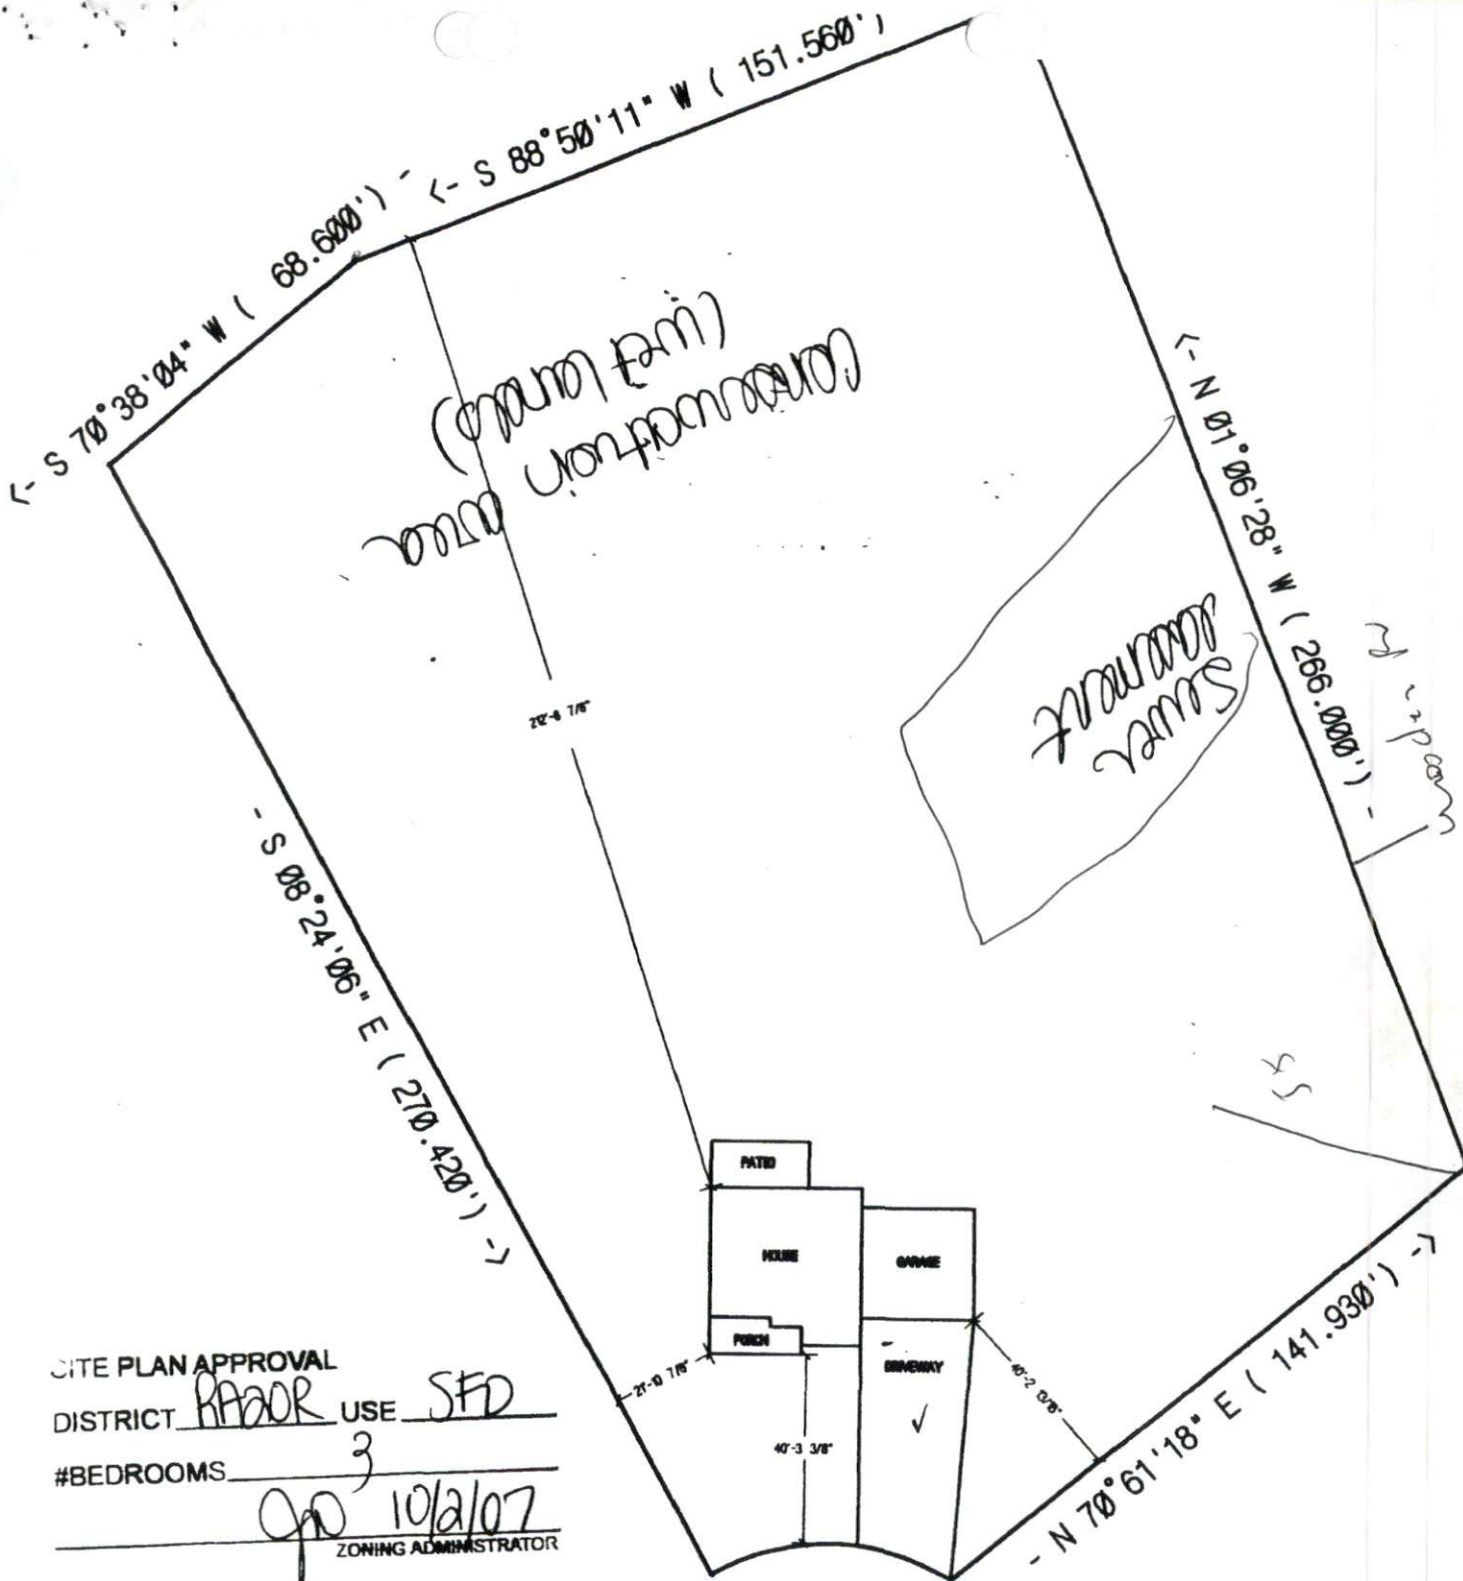 <- S 88°50'11" W ( 151.560')
<- S 70°38'04" W ( 68.600') -
Conservation
area
(wet lands)
<- N 01°06'28" W ( 266.000') -
Sewer
easement
212'-8 7/8"
- S 08°24'06" E ( 270.420') ->
55
PATIO
HOUSE
GARAGE
PORCH
DRIVEWAY
21'-10 7/8"
40'-3 3/8"
40'-2 13/16"
- N 70°61'18" E ( 141.930') ->
SITE PLAN APPROVAL
DISTRICT RA20R USE SFD
#BEDROOMS 3
10/2/07
ZONING ADMINISTRATOR